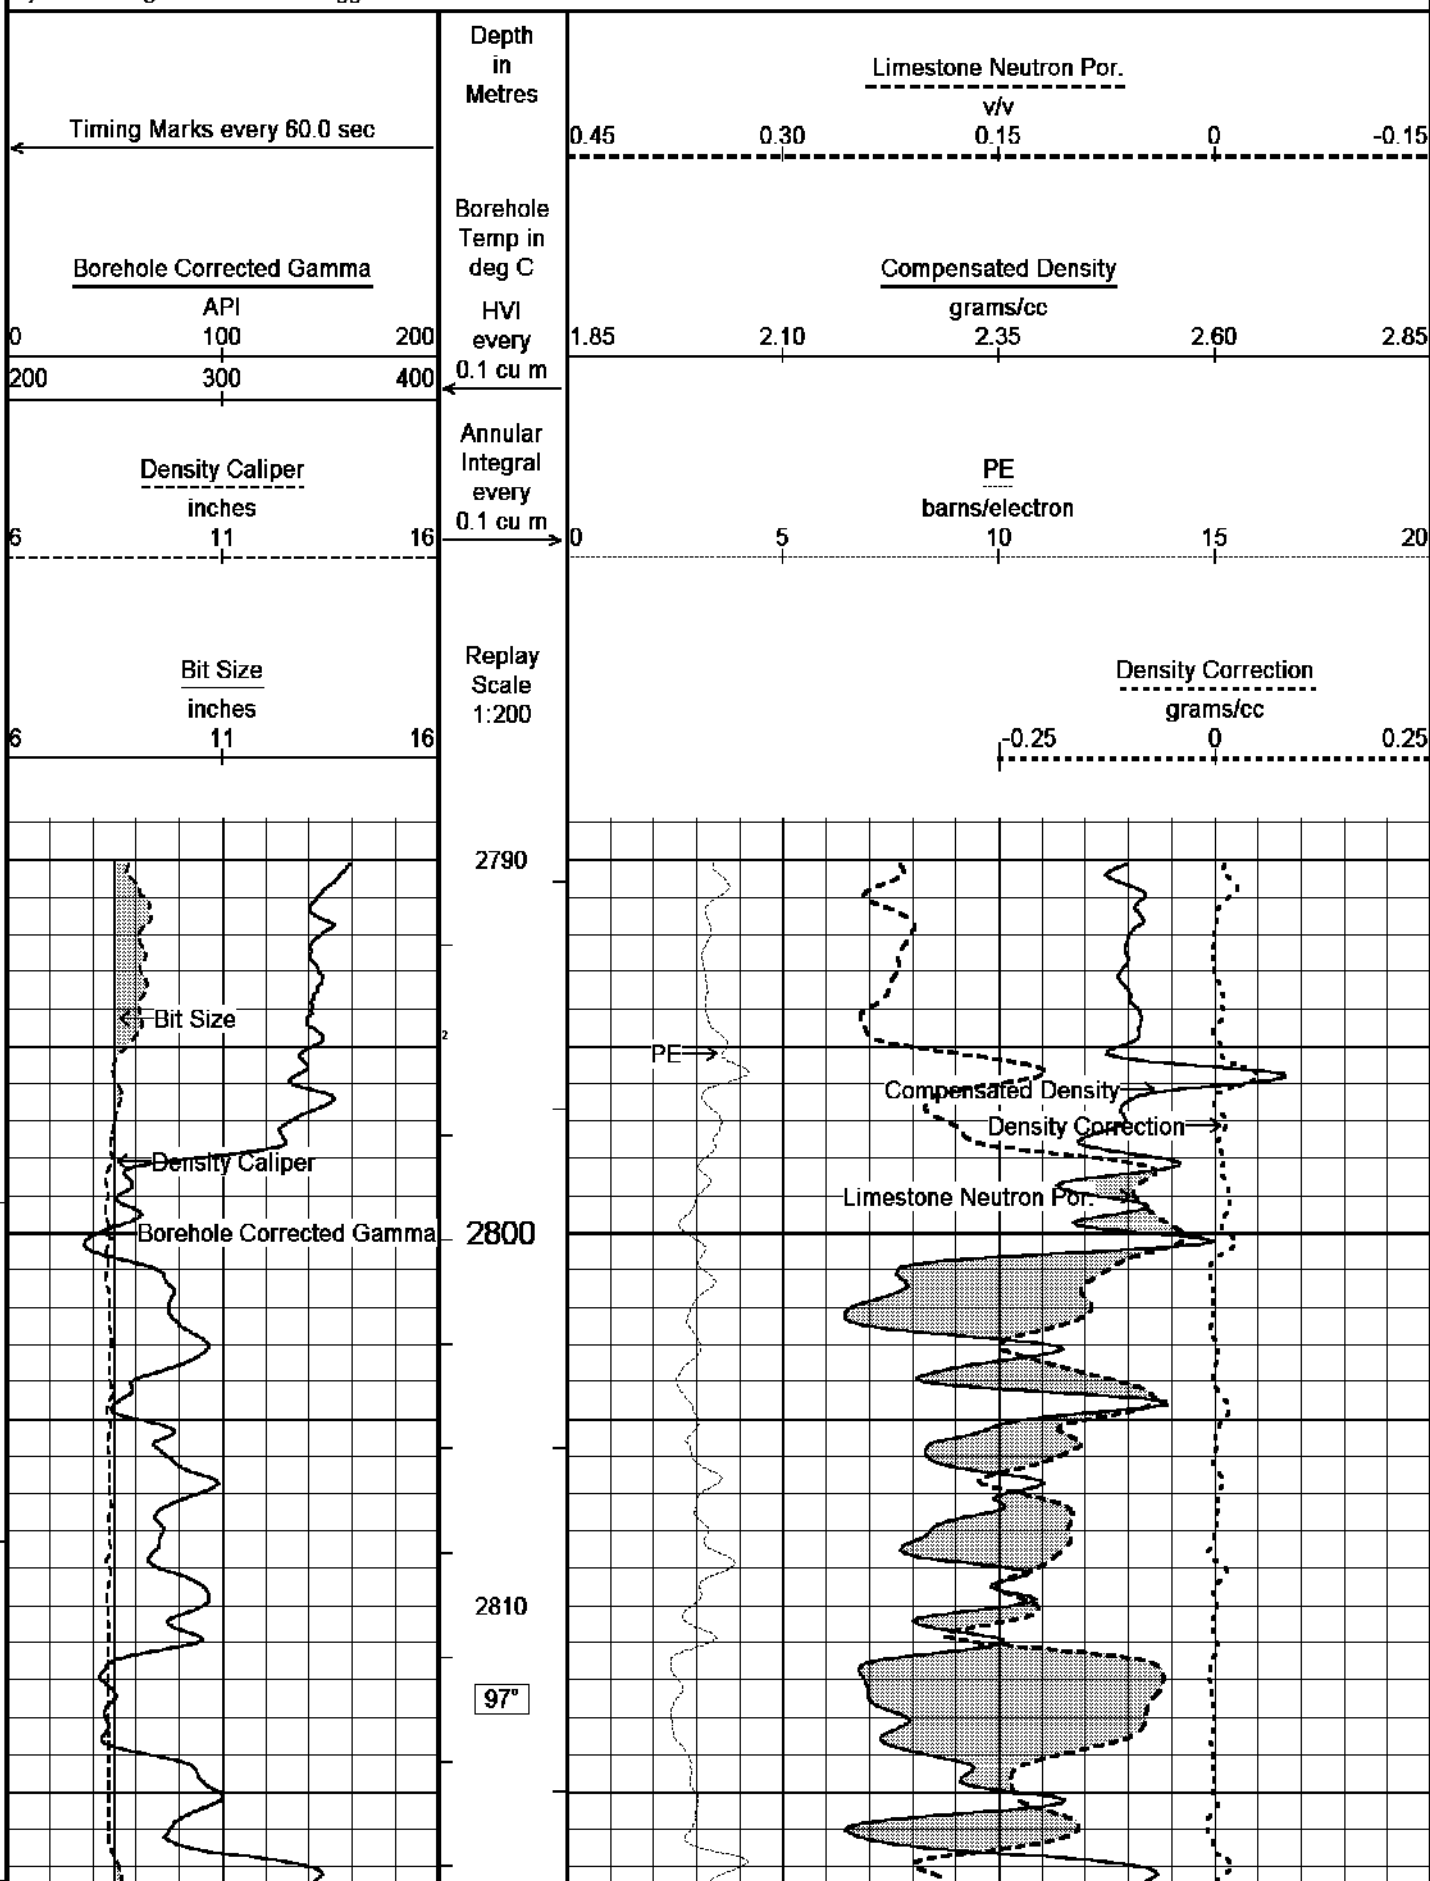 Depth
in
Metres
Limestone Neutron Por.
v/v
0.45 0.30 0.15 0 -0.15
Timing Marks every 60.0 sec
Borehole
Temp in
deg C
Borehole Corrected Gamma
API
0 100 200
200 300 400
HVI
every
0.1 cu m
Compensated Density
grams/cc
1.85 2.10 2.35 2.60 2.85
Annular
Integral
every
0.1 cu m
Density Caliper
inches
6 11 16
PE
barns/electron
0 5 10 15 20
Replay
Scale
1:200
Bit Size
inches
6 11 16
Density Correction
grams/cc
-0.25 0 0.25
2790
Bit Size
2
PE
Compensated Density
Density Correction
Density Caliper
Limestone Neutron Por.
Borehole Corrected Gamma
2800
2810
97°